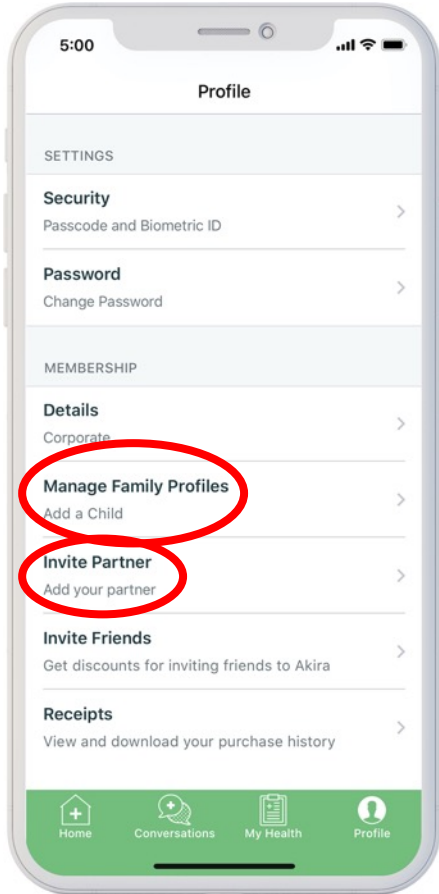 5:00
Profile
SETTINGS
Security
Passcode and Biometric ID
Password
Change Password
MEMBERSHIP
Details
Corporate
Manage Family Profiles
Add a Child
Invite Partner
Add your partner
Invite Friends
Get discounts for inviting friends to Akira
Receipts
View and download your purchase history
Home Conversations My Health Profile